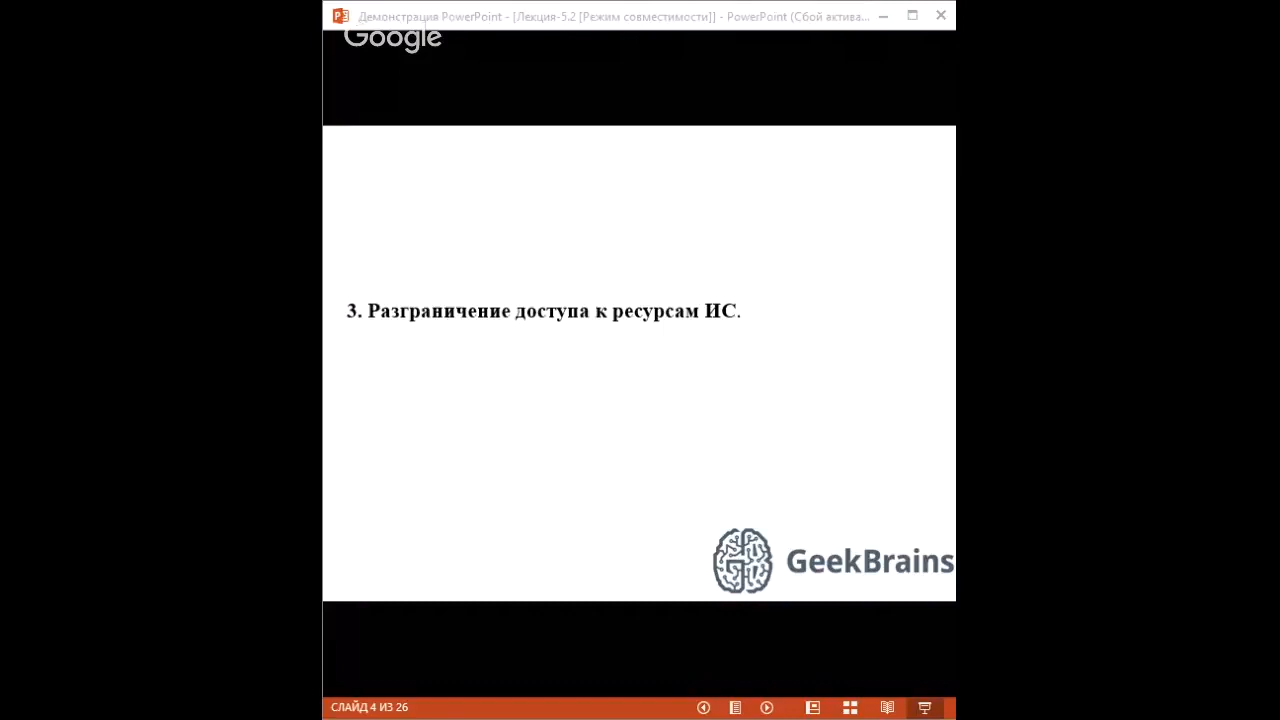 Демонстрация PowerPoint - [Лекция-5.2 [Режим совместимости]] - PowerPoint (Сбой актива...
Google
3. Разграничение доступа к ресурсам ИС.
GeekBrains
СЛАЙД 4 ИЗ 26